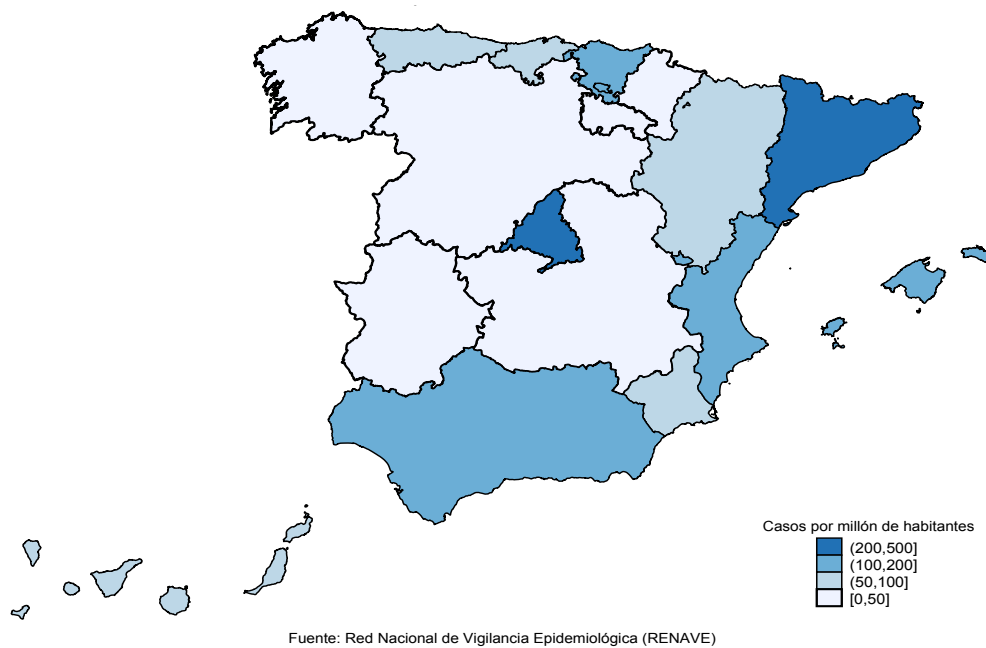 Casos por millón de habitantes
(200,500]
(100,200]
(50,100]
[0,50]
Fuente: Red Nacional de Vigilancia Epidemiológica (RENAVE)